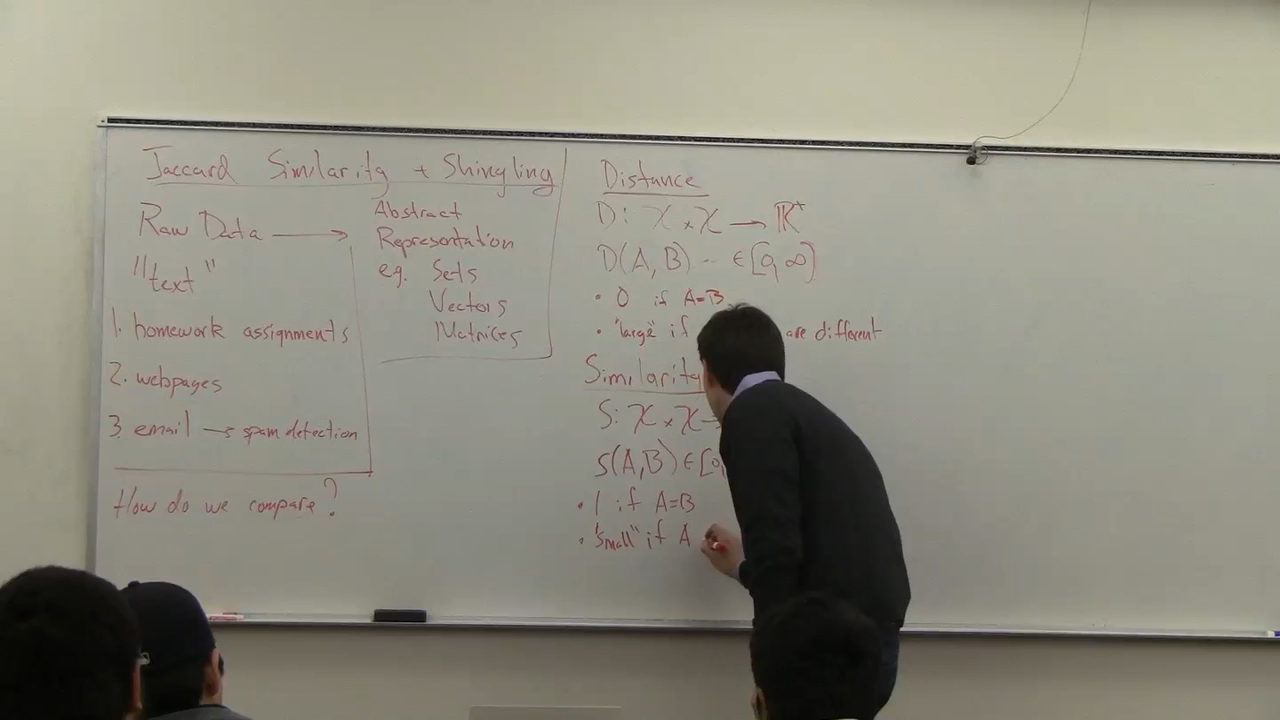 Jaccard Similarity + Shingling
Raw Data →
"text"
1. homework assignments
2. webpages
3. email → spam detection
How do we compare?
Abstract
Representation
eg. Sets
Vectors
Matrices
Distance
D: X × X → ℝ⁺
D(A, B) ∈ [0, ∞)
• 0 if A=B
• "large" if are different
Similarity
S: X × X →
s(A,B) ∈ [0,
• 1 if A=B
• "small" if A